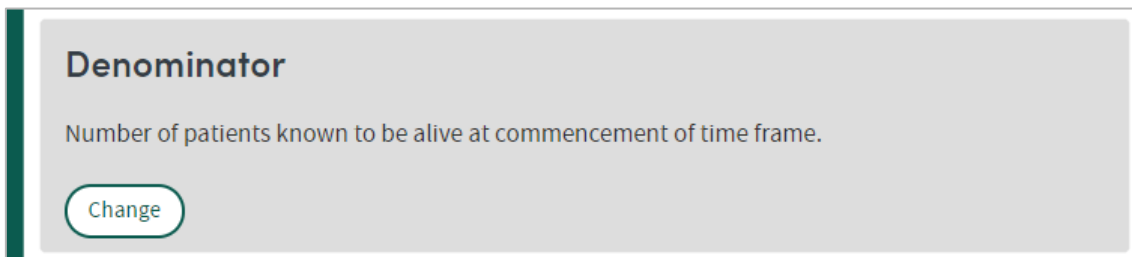 Denominator
Number of patients known to be alive at commencement of time frame.
Change